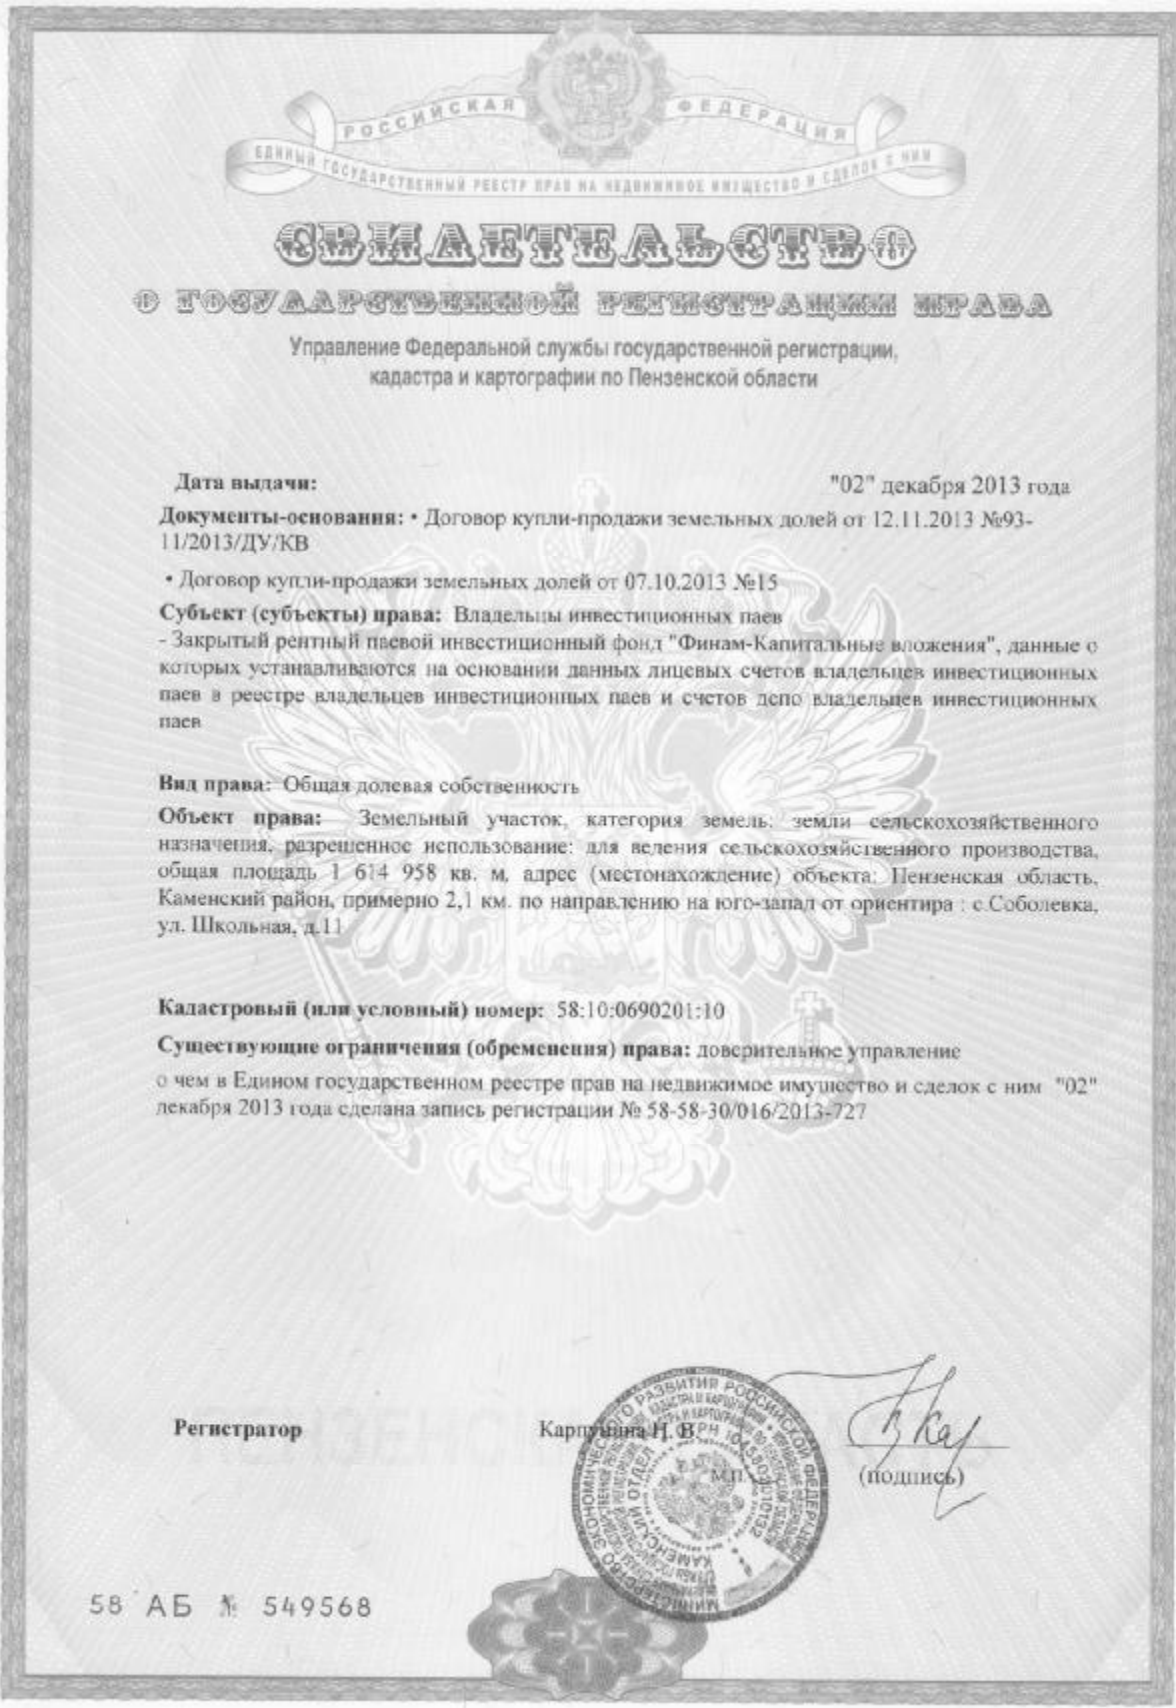 РОССИЙСКАЯ ФЕДЕРАЦИЯ
ЕДИНЫЙ ГОСУДАРСТВЕННЫЙ РЕЕСТР ПРАВ НА НЕДВИЖИМОЕ ИМУЩЕСТВО И СДЕЛОК С НИМ
СВИДЕТЕЛЬСТВО
О ГОСУДАРСТВЕННОЙ РЕГИСТРАЦИИ ПРАВА
Управление Федеральной службы государственной регистрации,
кадастра и картографии по Пензенской области
Дата выдачи: "02" декабря 2013 года
Документы-основания: • Договор купли-продажи земельных долей от 12.11.2013 №93-
11/2013/ДУ/КВ
• Договор купли-продажи земельных долей от 07.10.2013 №15
Субъект (субъекты) права: Владельцы инвестиционных паев
- Закрытый рентный паевой инвестиционный фонд "Финам-Капитальные вложения", данные о
которых устанавливаются на основании данных лицевых счетов владельцев инвестиционных
паев в реестре владельцев инвестиционных паев и счетов депо владельцев инвестиционных
паев
Вид права: Общая долевая собственность
Объект права: Земельный участок, категория земель: земли сельскохозяйственного
назначения, разрешенное использование: для ведения сельскохозяйственного производства,
общая площадь 1 614 958 кв. м, адрес (местонахождение) объекта: Пензенская область,
Каменский район, примерно 2,1 км. по направлению на юго-запад от ориентира : с.Соболевка,
ул. Школьная, д.11
Кадастровый (или условный) номер: 58:10:0690201:10
Существующие ограничения (обременения) права: доверительное управление
о чем в Едином государственном реестре прав на недвижимое имущество и сделок с ним "02"
декабря 2013 года сделана запись регистрации № 58-58-30/016/2013-727
Регистратор Карпунина Н. В.
М.П.
(подпись)
МИНИСТЕРСТВО ЭКОНОМИЧЕСКОГО РАЗВИТИЯ РОССИЙСКОЙ ФЕДЕРАЦИИ
КАМЕНСКИЙ ОТДЕЛ
58 АБ № 549568